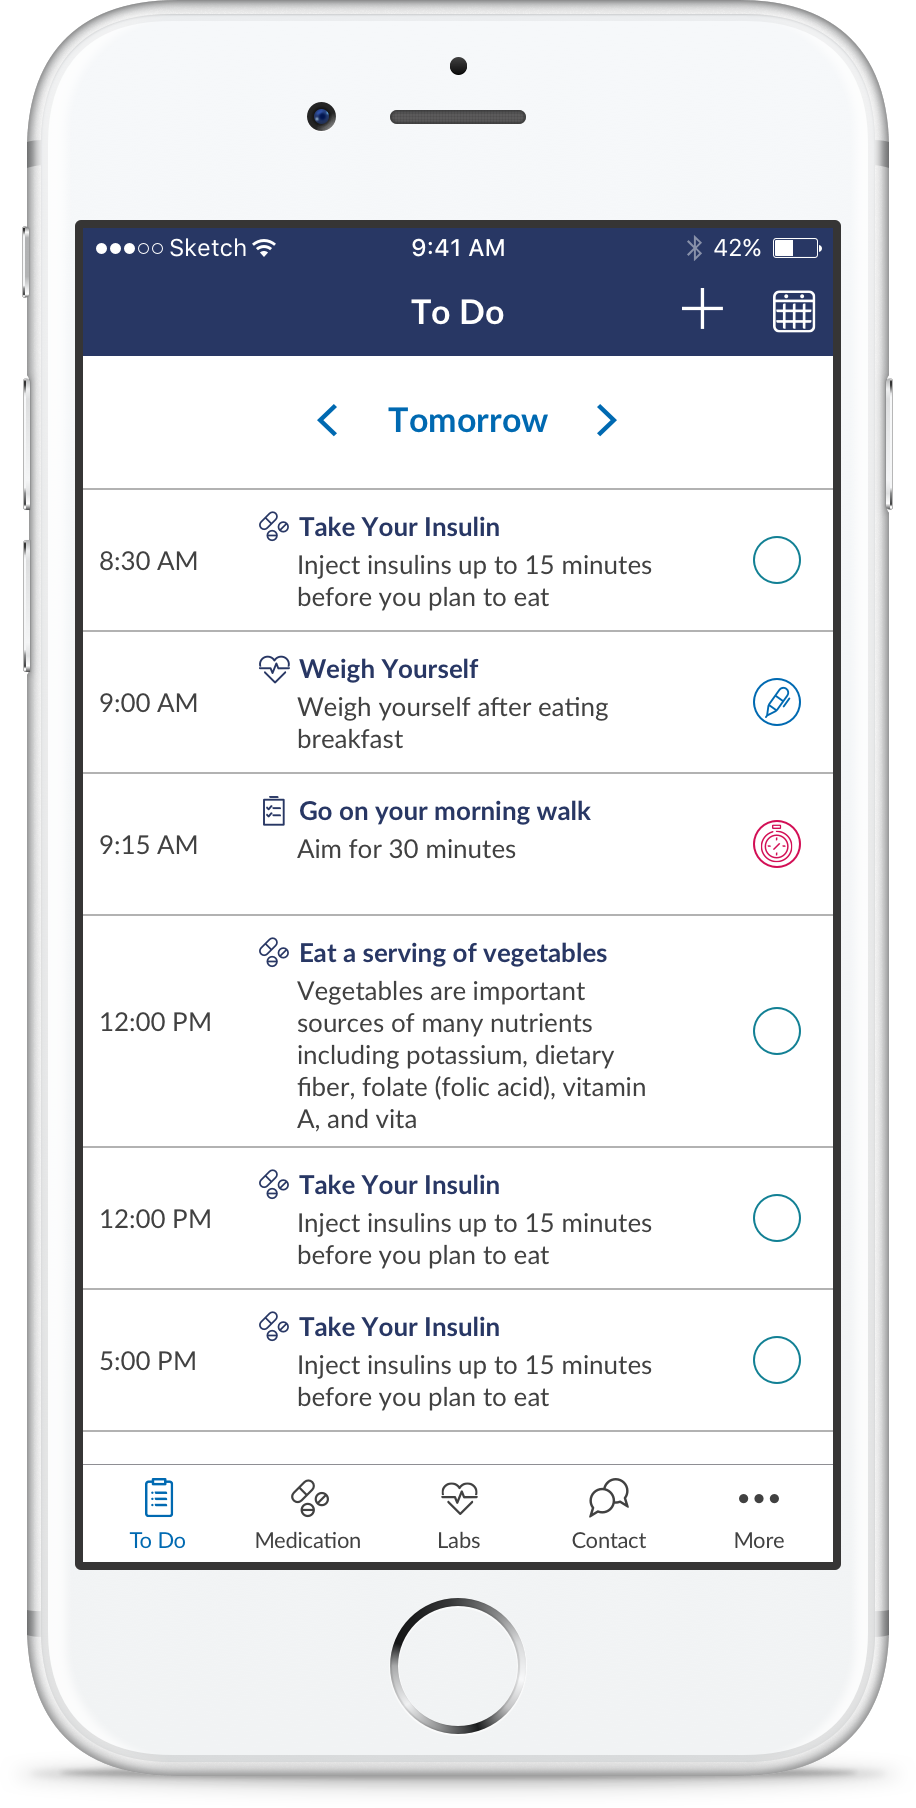 Sketch 9:41 AM 42%
To Do
Tomorrow
Take Your Insulin
8:30 AM
Inject insulins up to 15 minutes
before you plan to eat
Weigh Yourself
9:00 AM
Weigh yourself after eating
breakfast
Go on your morning walk
9:15 AM
Aim for 30 minutes
Eat a serving of vegetables
12:00 PM
Vegetables are important
sources of many nutrients
including potassium, dietary
fiber, folate (folic acid), vitamin
A, and vita
Take Your Insulin
12:00 PM
Inject insulins up to 15 minutes
before you plan to eat
Take Your Insulin
5:00 PM
Inject insulins up to 15 minutes
before you plan to eat
To Do Medication Labs Contact More